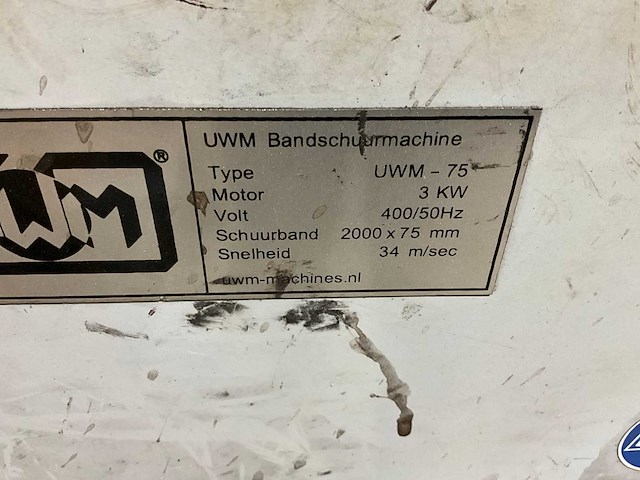 UWM ®
UWM Bandschuurmachine
Type UWM - 75
Motor 3 KW
Volt 400/50Hz
Schuurband 2000 x 75 mm
Snelheid 34 m/sec
uwm-machines.nl